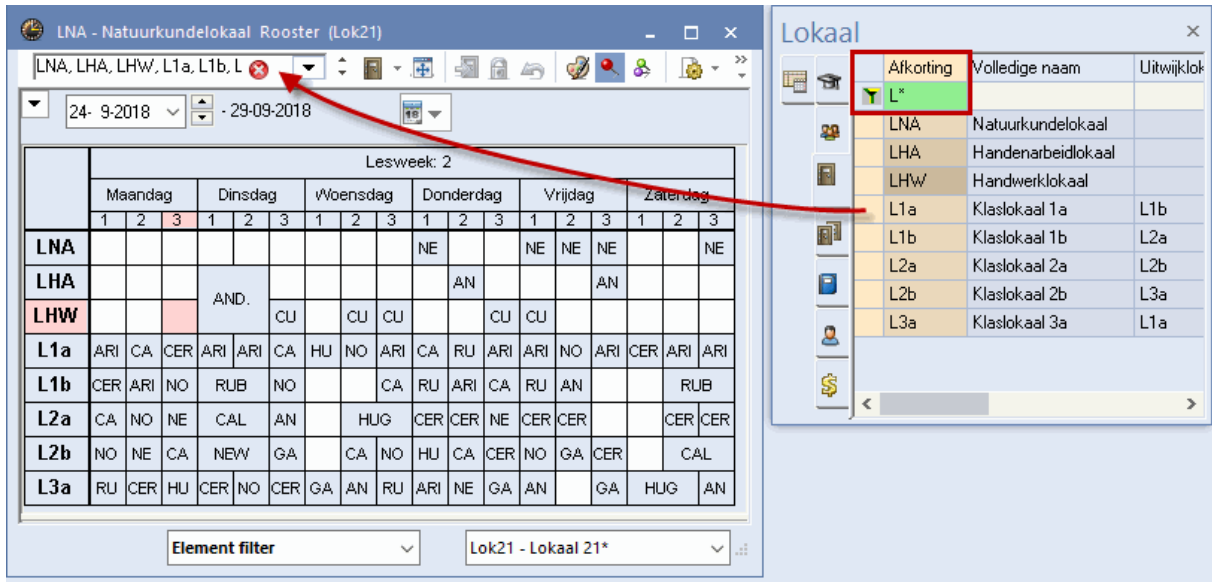 LNA - Natuurkundelokaal Rooster (Lok21)
LNA, LHA, LHW, L1a, L1b, L
24- 9-2018 - 29-09-2018
18
Lesweek: 2
Maandag Dinsdag Woensdag Donderdag Vrijdag Zaterdag
1 2 3 1 2 3 1 2 3 1 2 3 1 2 3 1 2 3
LNA NE NE NE NE NE
LHA AND. AN AN
LHW CU CU CU CU CU
L1a ARI CA CER ARI ARI CA HU NO ARI CA RU ARI ARI NO ARI CER ARI ARI
L1b CER ARI NO RUB NO CA RU ARI CA RU AN RUB
L2a CA NO NE CAL AN HUG CER CER NE CER CER CER CER
L2b NO NE CA NEW GA CA NO HU CA CER NO GA CER CAL
L3a RU CER HU CER NO CER GA AN RU ARI NE GA AN GA HUG AN
Element filter Lok21 - Lokaal 21*
Lokaal
Afkorting Volledige naam Uitwijklok
L*
LNA Natuurkundelokaal
LHA Handenarbeidlokaal
LHW Handwerklokaal
L1a Klaslokaal 1a L1b
L1b Klaslokaal 1b L2a
L2a Klaslokaal 2a L2b
L2b Klaslokaal 2b L3a
L3a Klaslokaal 3a L1a